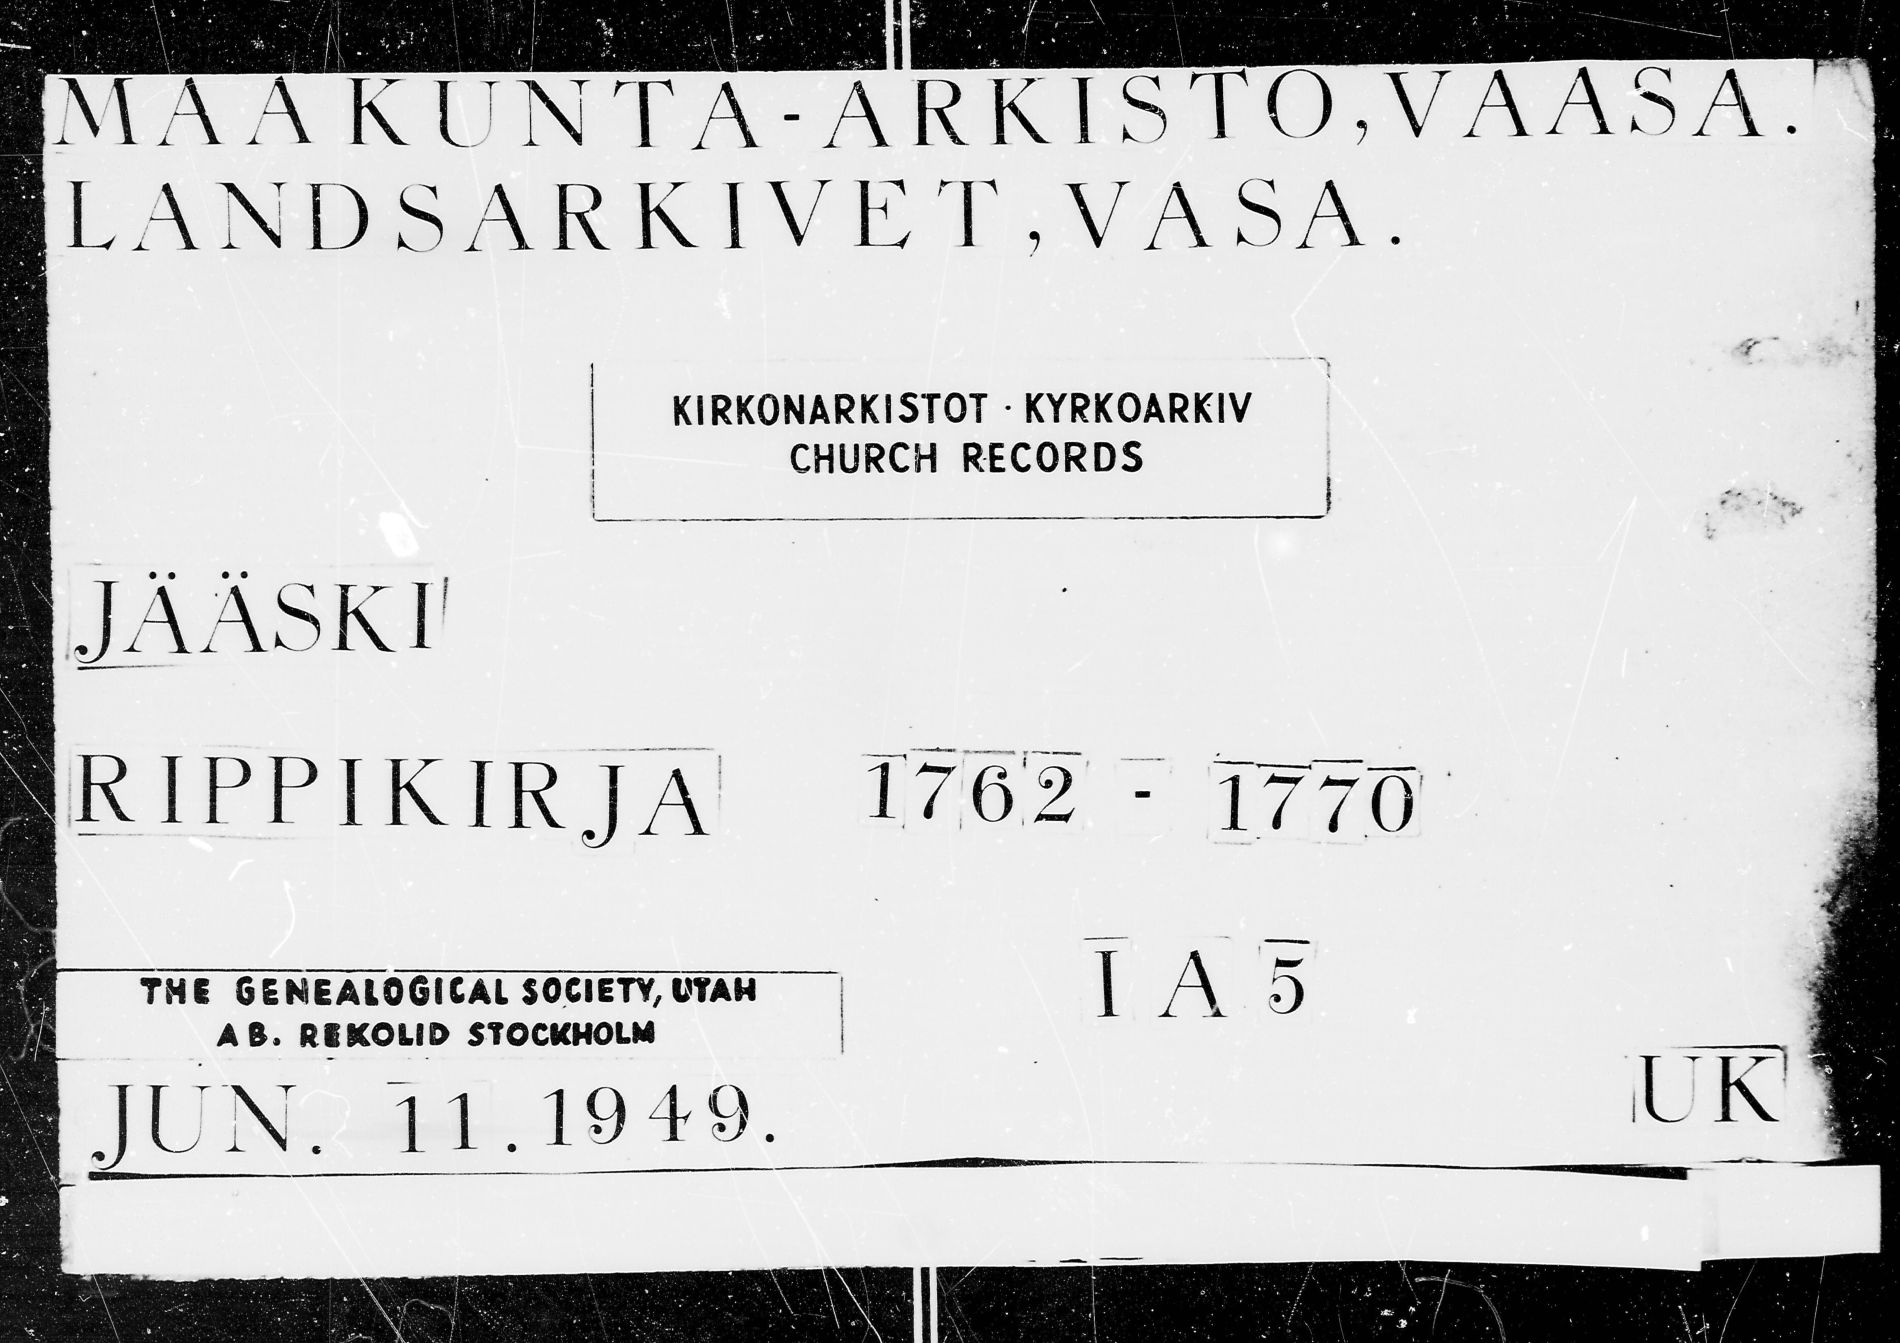 MAAKUNTA-ARKISTO, VAASA.
LANDSARKIVET, VASA.
KIRKONARKISTOT · KYRKOARKIV
CHURCH RECORDS
JÄÄSKI
RIPPIKIRJA 1762 - 1770
I A 5
THE GENEALOGICAL SOCIETY, UTAH
AB. REKOLID STOCKHOLM
UK
JUN. 11. 1949.